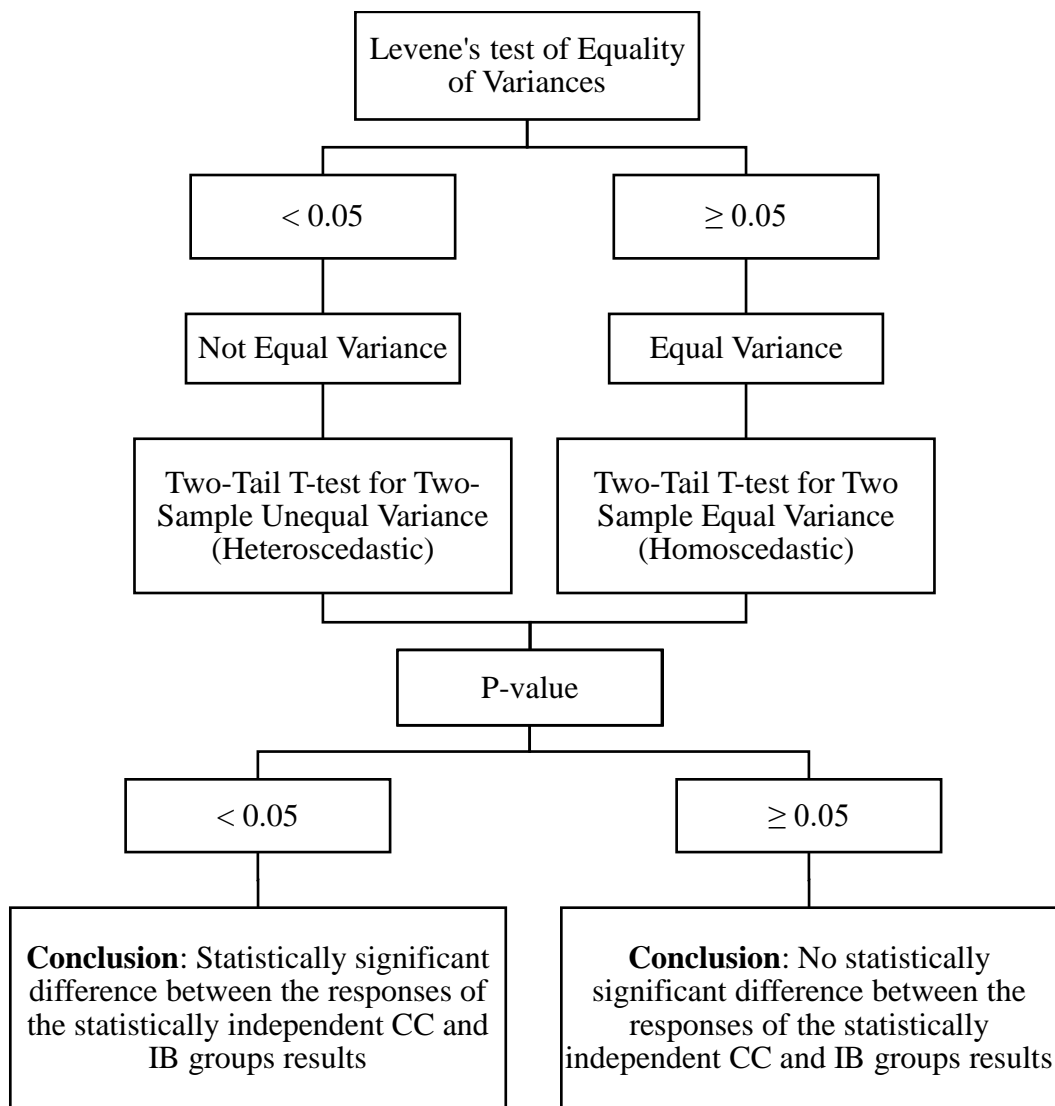 Levene's test of Equality
of Variances
< 0.05
≥ 0.05
Not Equal Variance
Equal Variance
Two-Tail T-test for Two-
Sample Unequal Variance
(Heteroscedastic)
Two-Tail T-test for Two
Sample Equal Variance
(Homoscedastic)
P-value
< 0.05
≥ 0.05
Conclusion: Statistically significant
difference between the responses of
the statistically independent CC and
IB groups results
Conclusion: No statistically
significant difference between the
responses of the statistically
independent CC and IB groups results